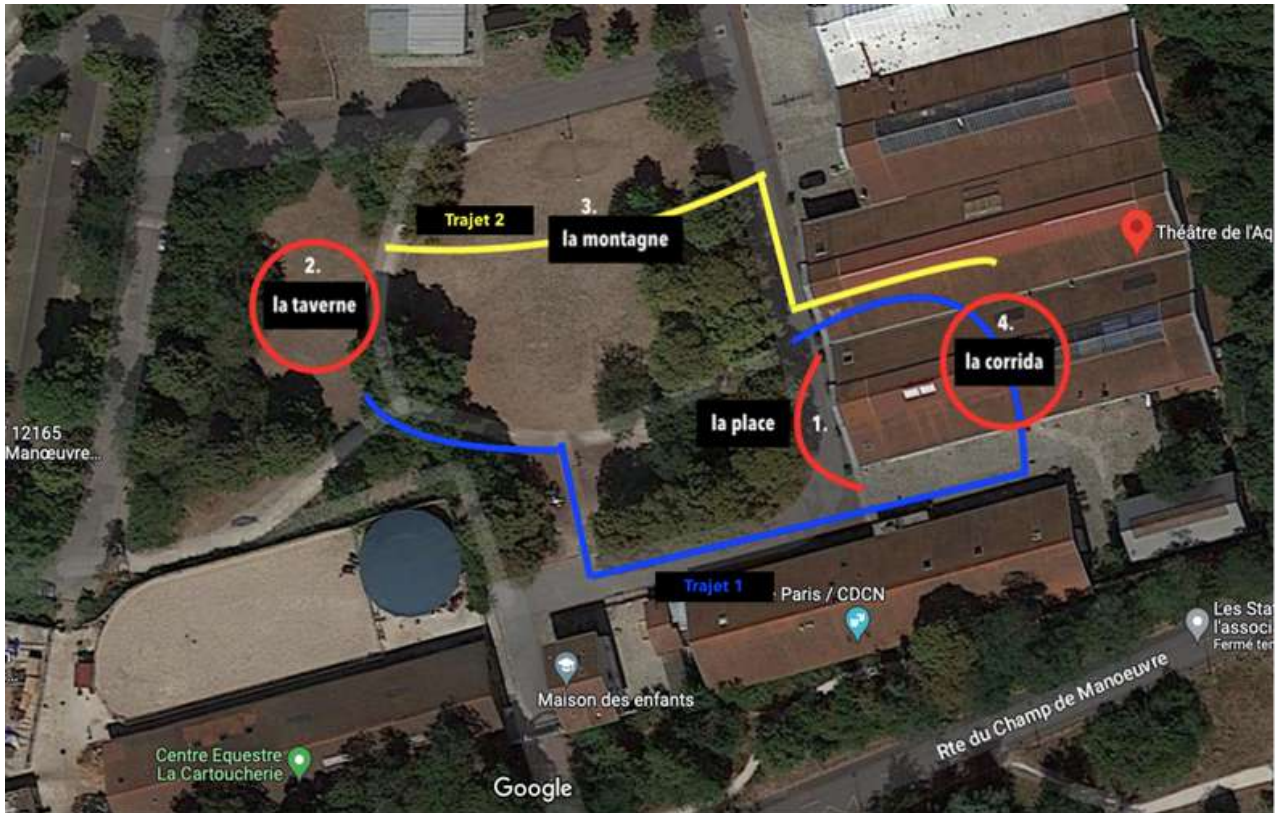 Trajet 2
3.
la montagne
Théâtre de l'Aq
2.
la taverne
4.
la corrida
la place
1.
12165
Manœuvre...
Trajet 1
Paris / CDCN
Les Sta
l'associ
Fermé ter
Maison des enfants
Rte du Champ de Manoeuvre
Centre Equestre
La Cartoucherie
Google